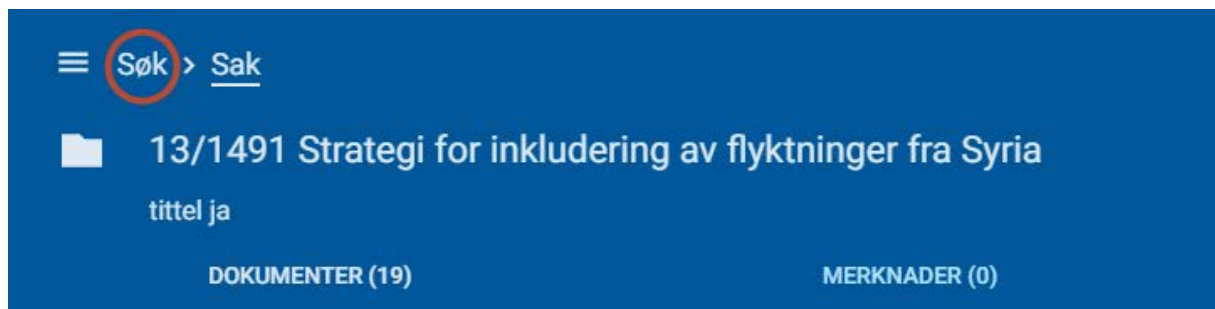 Søk > Sak
13/1491 Strategi for inkludering av flyktninger fra Syria
tittel ja
DOKUMENTER (19) MERKNADER (0)